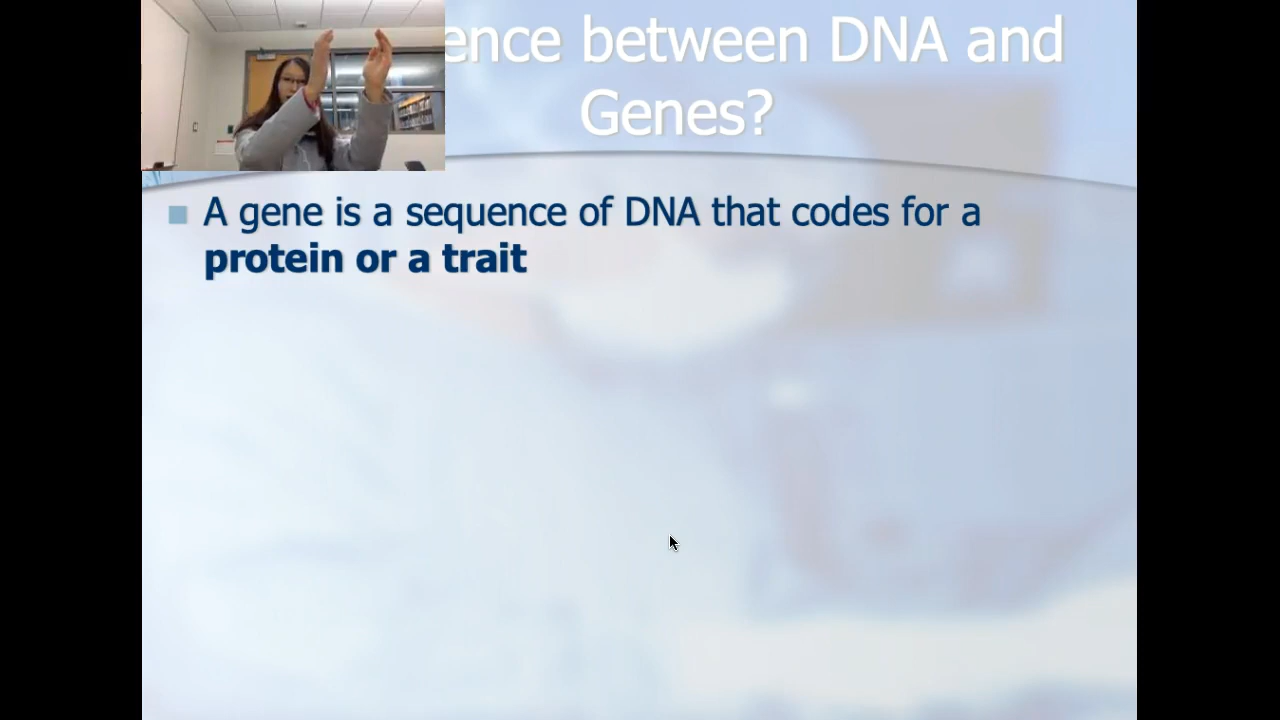 ence between DNA and
Genes?
A gene is a sequence of DNA that codes for a
protein or a trait